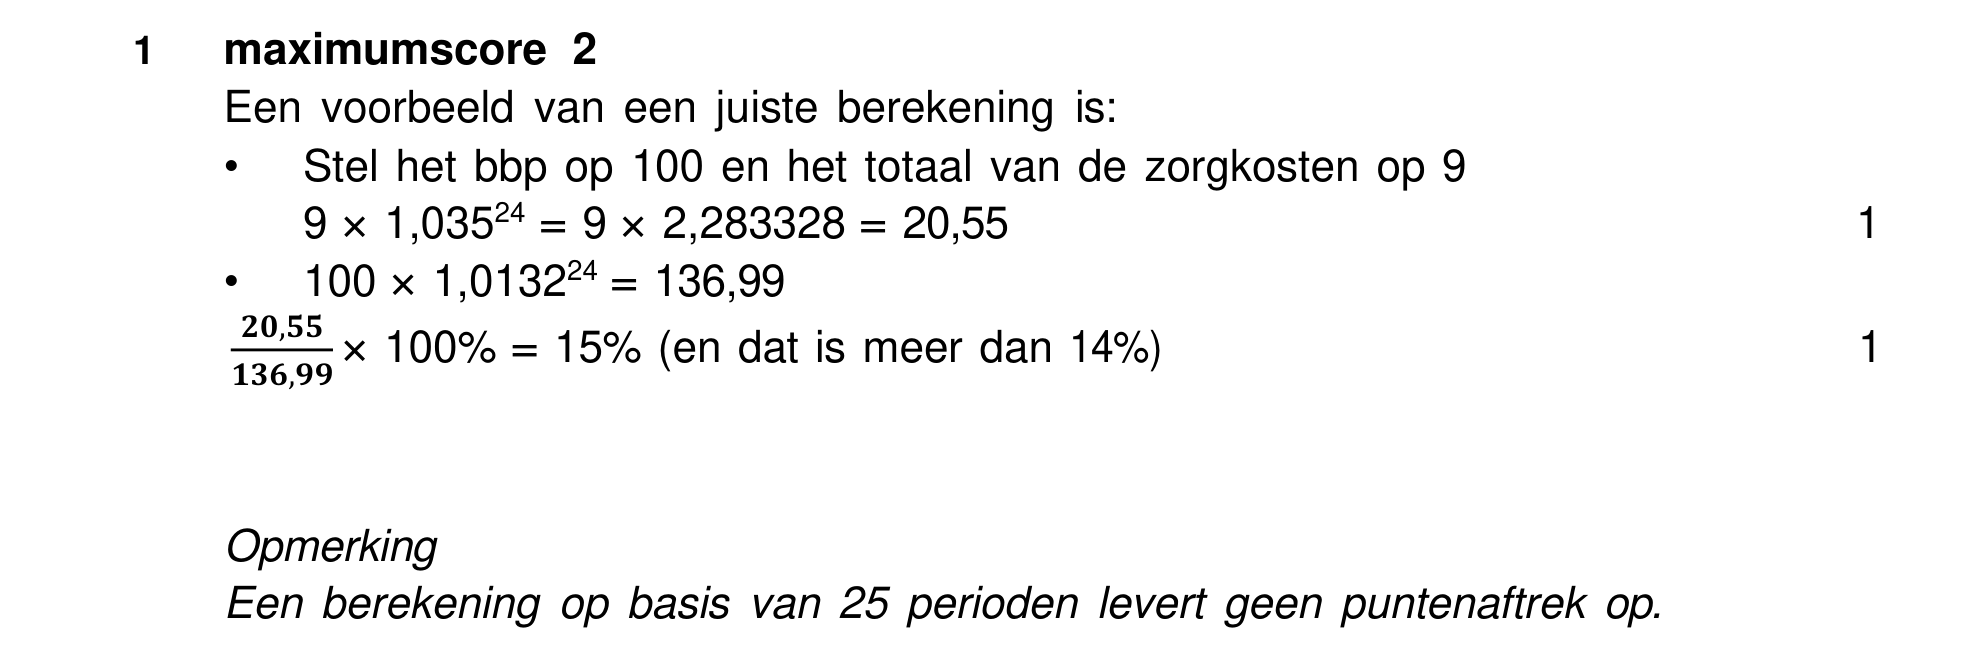 1 maximumscore 2
Een voorbeeld van een juiste berekening is:
• Stel het bbp op 100 en het totaal van de zorgkosten op 9
9 × 1,035²⁴ = 9 × 2,283328 = 20,55 1
• 100 × 1,0132²⁴ = 136,99
20,55/136,99 × 100% = 15% (en dat is meer dan 14%) 1
Opmerking
Een berekening op basis van 25 perioden levert geen puntenaftrek op.